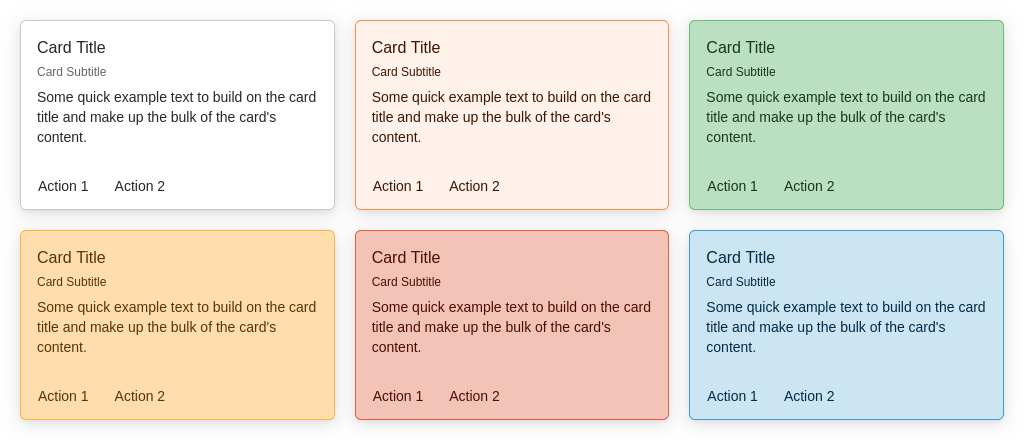 Card Title
Card Subtitle
Some quick example text to build on the card
title and make up the bulk of the card's
content.
Action 1 Action 2
Card Title
Card Subtitle
Some quick example text to build on the card
title and make up the bulk of the card's
content.
Action 1 Action 2
Card Title
Card Subtitle
Some quick example text to build on the card
title and make up the bulk of the card's
content.
Action 1 Action 2
Card Title
Card Subtitle
Some quick example text to build on the card
title and make up the bulk of the card's
content.
Action 1 Action 2
Card Title
Card Subtitle
Some quick example text to build on the card
title and make up the bulk of the card's
content.
Action 1 Action 2
Card Title
Card Subtitle
Some quick example text to build on the card
title and make up the bulk of the card's
content.
Action 1 Action 2